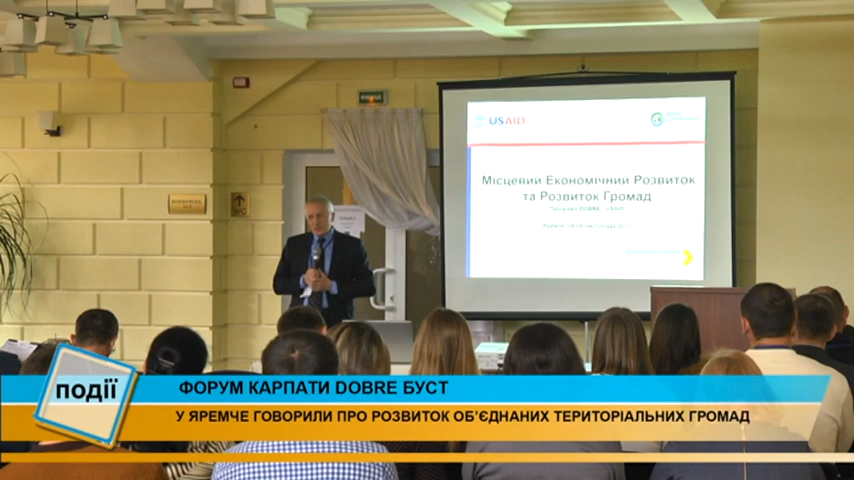 USAID
Місцевий Економічний Розвиток
та Розвиток Громад
WC
події
ФОРУМ КАРПАТИ DOBRE БУСТ
У ЯРЕМЧЕ ГОВОРИЛИ ПРО РОЗВИТОК ОБ'ЄДНАНИХ ТЕРИТОРІАЛЬНИХ ГРОМАД